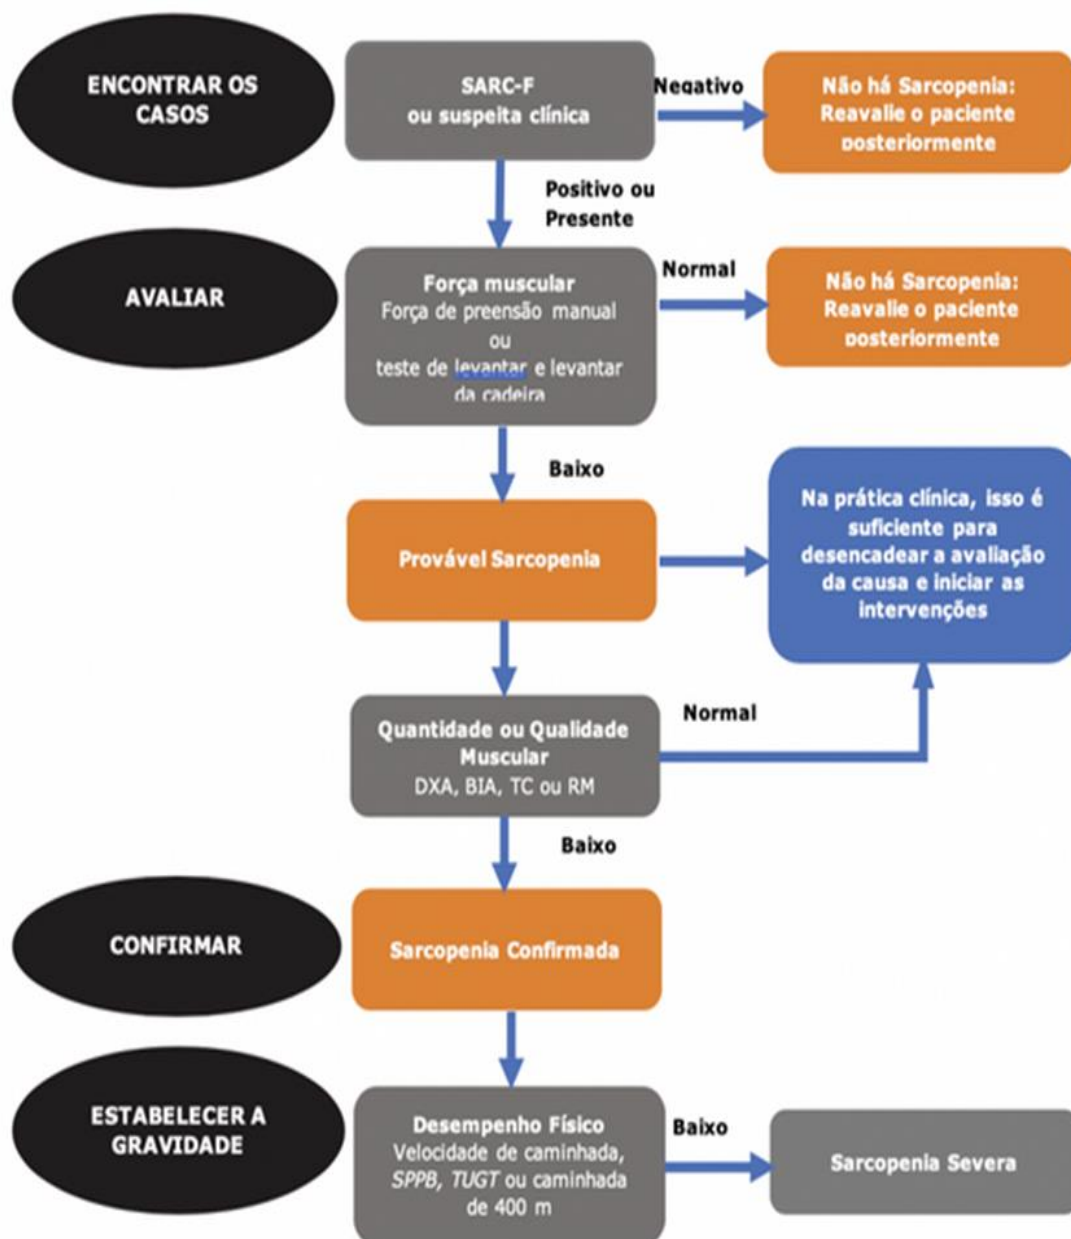 ENCONTRAR OS
CASOS
SARC-F
ou suspeita clínica
Negativo
Não há Sarcopenia:
Reavalie o paciente
posteriormente
Positivo ou
Presente
AVALIAR
Força muscular
Força de preensão manual
ou
teste de levantar e levantar
da cadeira
Normal
Não há Sarcopenia:
Reavalie o paciente
posteriormente
Baixo
Provável Sarcopenia
Na prática clínica, isso é
suficiente para
desencadear a avaliação
da causa e iniciar as
intervenções
Quantidade ou Qualidade
Muscular
DXA, BIA, TC ou RM
Normal
Baixo
CONFIRMAR
Sarcopenia Confirmada
ESTABELECER A
GRAVIDADE
Desempenho Físico
Velocidade de caminhada,
SPPB, TUGT ou caminhada
de 400 m
Baixo
Sarcopenia Severa